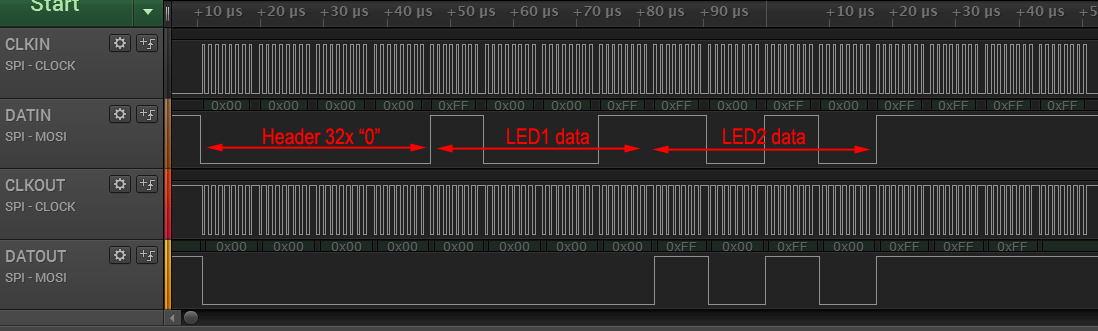 Start
+10 µs +20 µs +30 µs +40 µs +50 µs +60 µs +70 µs +80 µs +90 µs +10 µs +20 µs +30 µs +40 µs +5
CLKIN
SPI - CLOCK
0x00 0x00 0x00 0x00 0xFF 0x00 0x00 0xFF 0xFF 0x00 0xFF 0x00 0xFF 0xFF 0xFF 0xFF
DATIN
SPI - MOSI
Header 32x “0” LED1 data LED2 data
CLKOUT
SPI - CLOCK
0x00 0x00 0x00 0x00 0x00 0x00 0x00 0x00 0xFF 0x00 0xFF 0x00 0xFF 0xFF 0xFF
DATOUT
SPI - MOSI